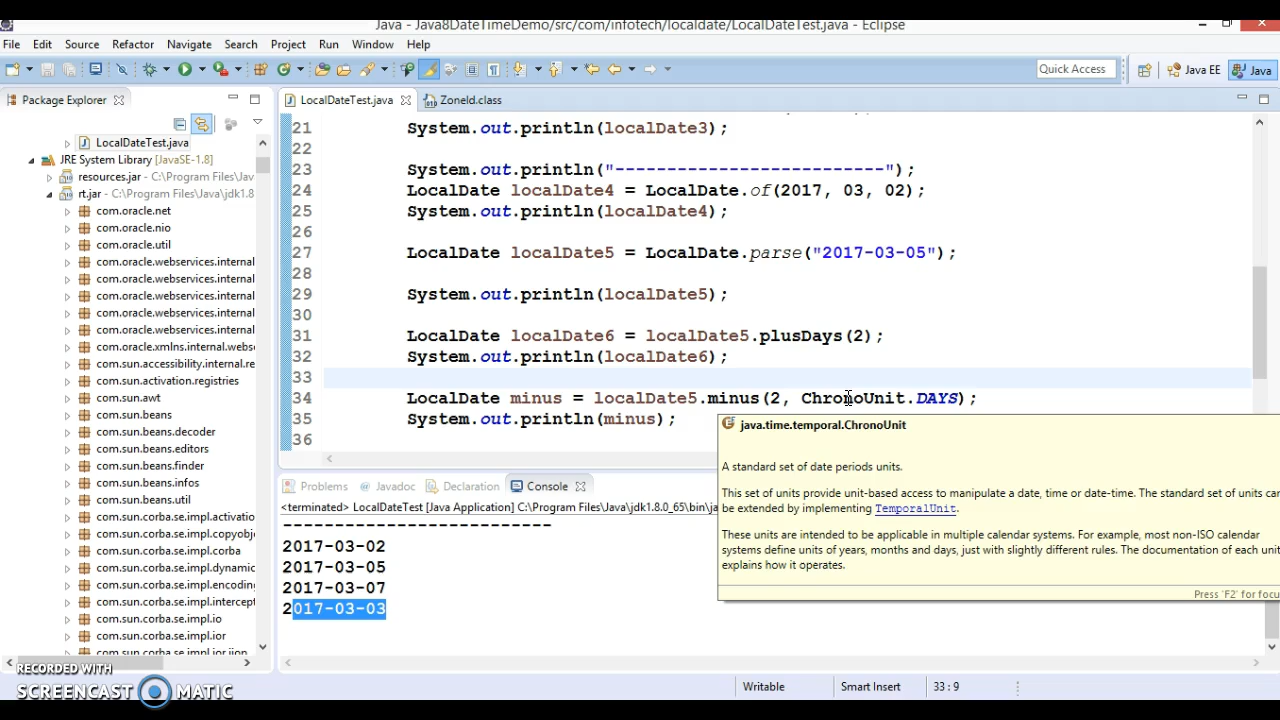 Java - Java8DateTimeDemo/src/com/infotech/localdate/LocalDateTest.java - Eclipse
File Edit Source Refactor Navigate Search Project Run Window Help
Quick Access Java EE Java
Package Explorer
LocalDateTest.java ZoneId.class
LocalDateTest.java
JRE System Library [JavaSE-1.8]
resources.jar - C:\Program Files\Jav
rt.jar - C:\Program Files\Java\jdk1.8
com.oracle.net
com.oracle.nio
com.oracle.util
com.oracle.webservices.internal
com.oracle.webservices.internal
com.oracle.webservices.internal
com.oracle.webservices.internal
com.oracle.xmlns.internal.webse
com.sun.accessibility.internal.re
com.sun.activation.registries
com.sun.awt
com.sun.beans
com.sun.beans.decoder
com.sun.beans.editors
com.sun.beans.finder
com.sun.beans.infos
com.sun.beans.util
com.sun.corba.se.impl.activatio
com.sun.corba.se.impl.copyobj
com.sun.corba.se.impl.corba
com.sun.corba.se.impl.dynamic
com.sun.corba.se.impl.encoding
com.sun.corba.se.impl.intercept
com.sun.corba.se.impl.io
com.sun.corba.se.impl.ior
com.sun.corba.se.impl.ior.iiop
21 System.out.println(localDate3);
22
23 System.out.println("--------------------------");
24 LocalDate localDate4 = LocalDate.of(2017, 03, 02);
25 System.out.println(localDate4);
26
27 LocalDate localDate5 = LocalDate.parse("2017-03-05");
28
29 System.out.println(localDate5);
30
31 LocalDate localDate6 = localDate5.plusDays(2);
32 System.out.println(localDate6);
33
34 LocalDate minus = localDate5.minus(2, ChronoUnit.DAYS);
35 System.out.println(minus);
36
java.time.temporal.ChronoUnit
A standard set of date periods units.
This set of units provide unit-based access to manipulate a date, time or date-time. The standard set of units can
be extended by implementing TemporalUnit.
These units are intended to be applicable in multiple calendar systems. For example, most non-ISO calendar
systems define units of years, months and days, just with slightly different rules. The documentation of each unit
explains how it operates.
Press 'F2' for focu
Problems Javadoc Declaration Console
<terminated> LocalDateTest [Java Application] C:\Program Files\Java\jdk1.8.0_65\bin\ja
--------------------------
2017-03-02
2017-03-05
2017-03-07
2017-03-03
RECORDED WITH
SCREENCAST MATIC
Writable Smart Insert 33 : 9